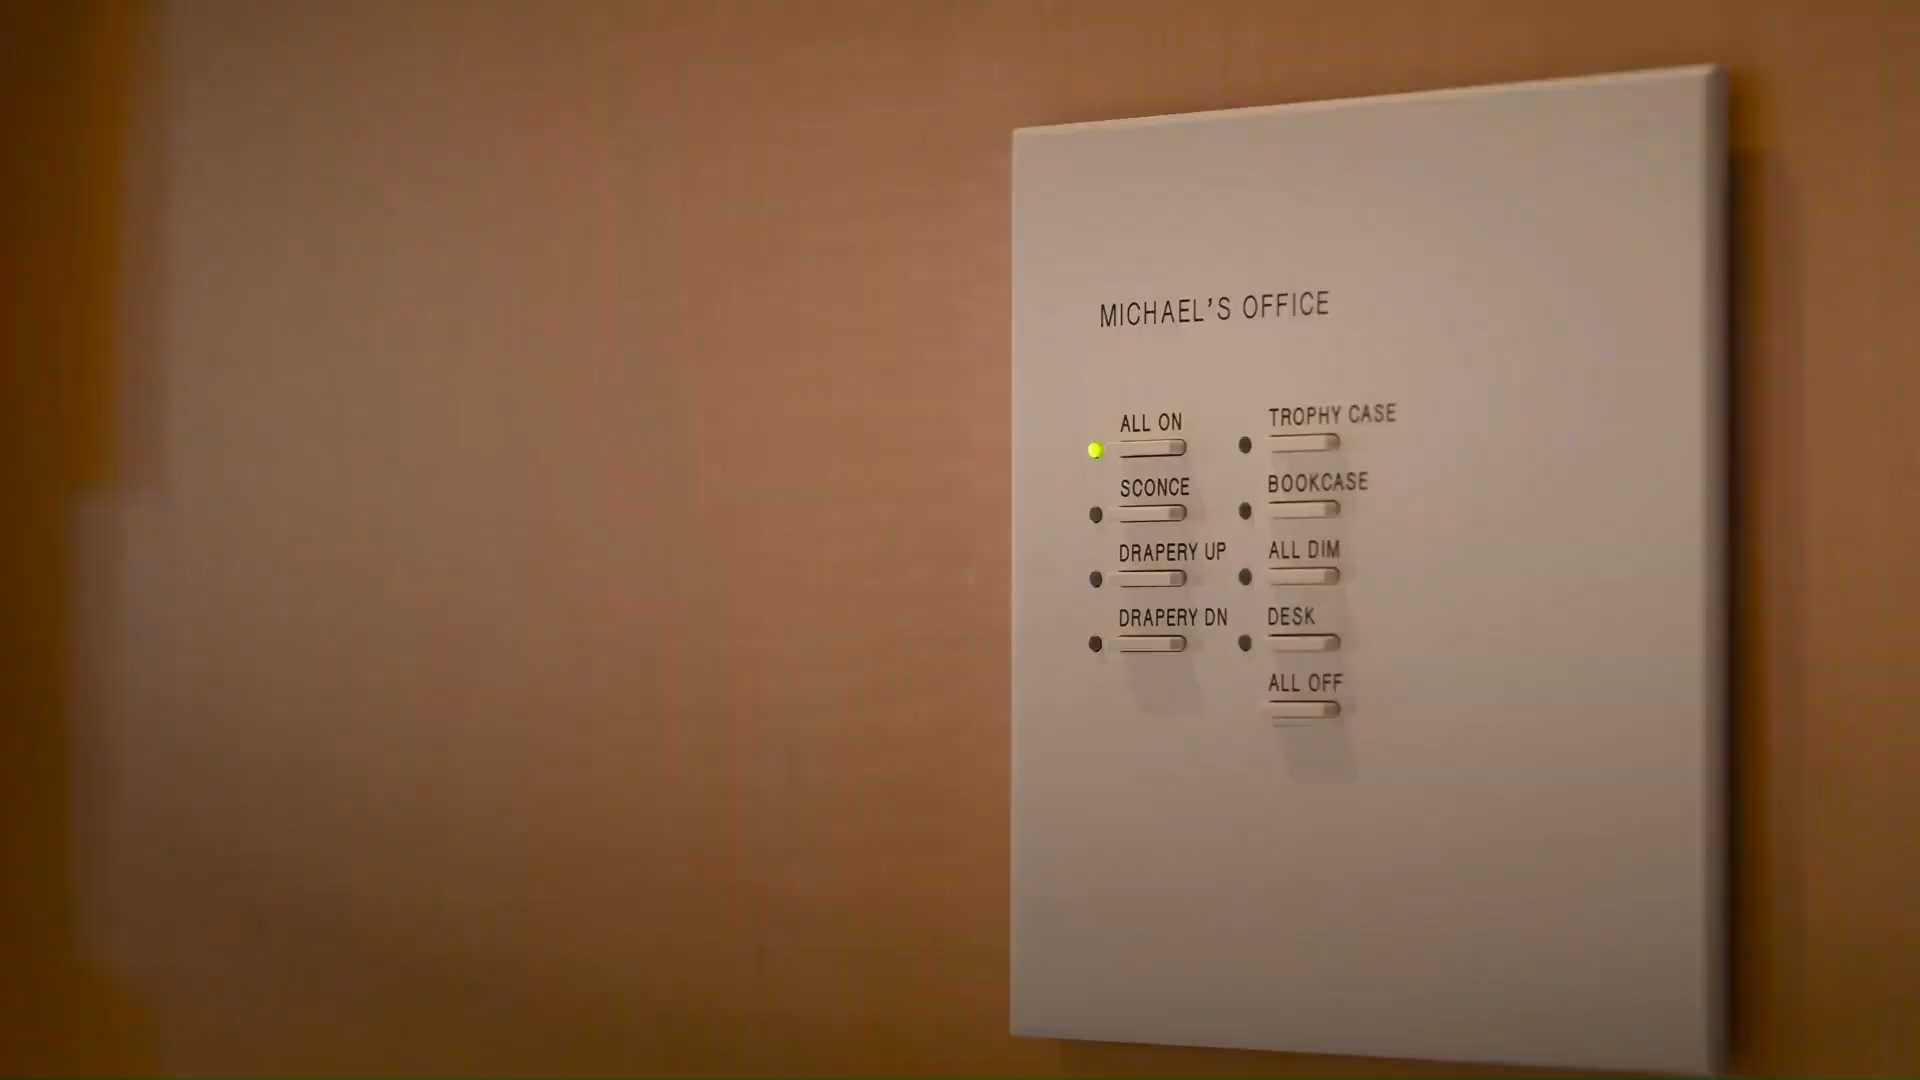 MICHAEL'S OFFICE
ALL ON
SCONCE
DRAPERY UP
DRAPERY DN
TROPHY CASE
BOOKCASE
ALL DIM
DESK
ALL OFF